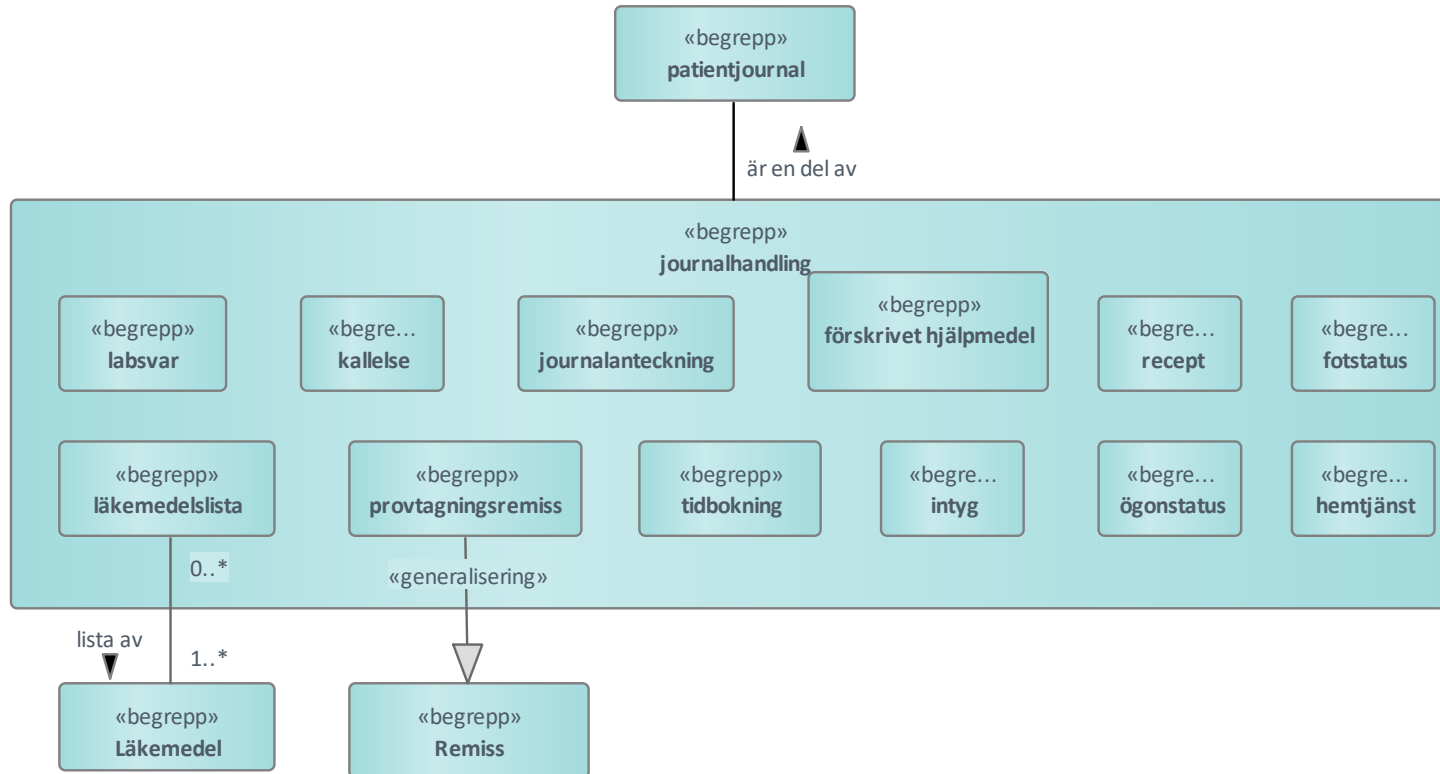 «begrepp»
patientjournal
är en del av
«begrepp»
journalhandling
«begrepp»
labsvar
«begre...
kallelse
«begrepp»
journalanteckning
«begrepp»
förskrivet hjälpmedel
«begre...
recept
«begre...
fotstatus
«begrepp»
läkemedelslista
«begrepp»
provtagningsremiss
«begrepp»
tidbokning
«begre...
intyg
«begre...
ögonstatus
«begre...
hemtjänst
0..*
«generalisering»
lista av
1..*
«begrepp»
Läkemedel
«begrepp»
Remiss